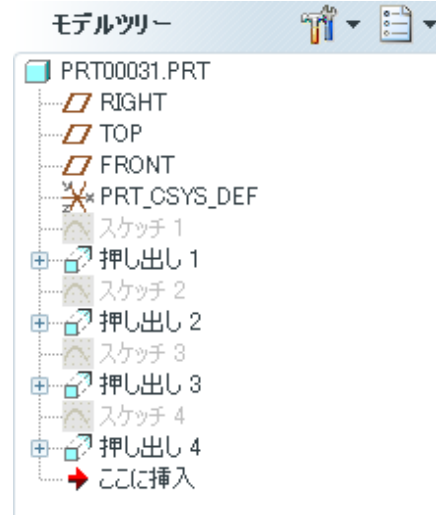 モデルツリー
PRT00031.PRT
RIGHT
TOP
FRONT
PRT_CSYS_DEF
スケッチ 1
押し出し 1
スケッチ 2
押し出し 2
スケッチ 3
押し出し 3
スケッチ 4
押し出し 4
ここに挿入